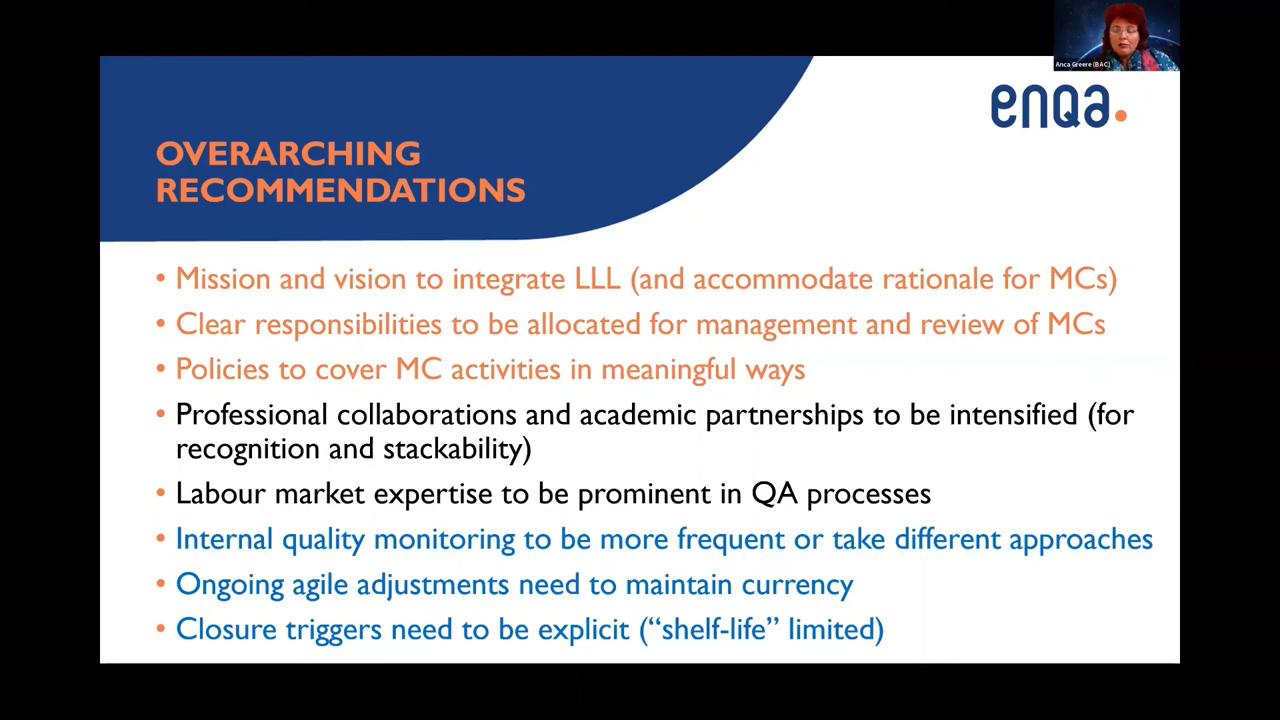 Anca Greere (BAC)
enqa.
OVERARCHING
RECOMMENDATIONS
• Mission and vision to integrate LLL (and accommodate rationale for MCs)
• Clear responsibilities to be allocated for management and review of MCs
• Policies to cover MC activities in meaningful ways
• Professional collaborations and academic partnerships to be intensified (for
recognition and stackability)
• Labour market expertise to be prominent in QA processes
• Internal quality monitoring to be more frequent or take different approaches
• Ongoing agile adjustments need to maintain currency
• Closure triggers need to be explicit (“shelf-life” limited)